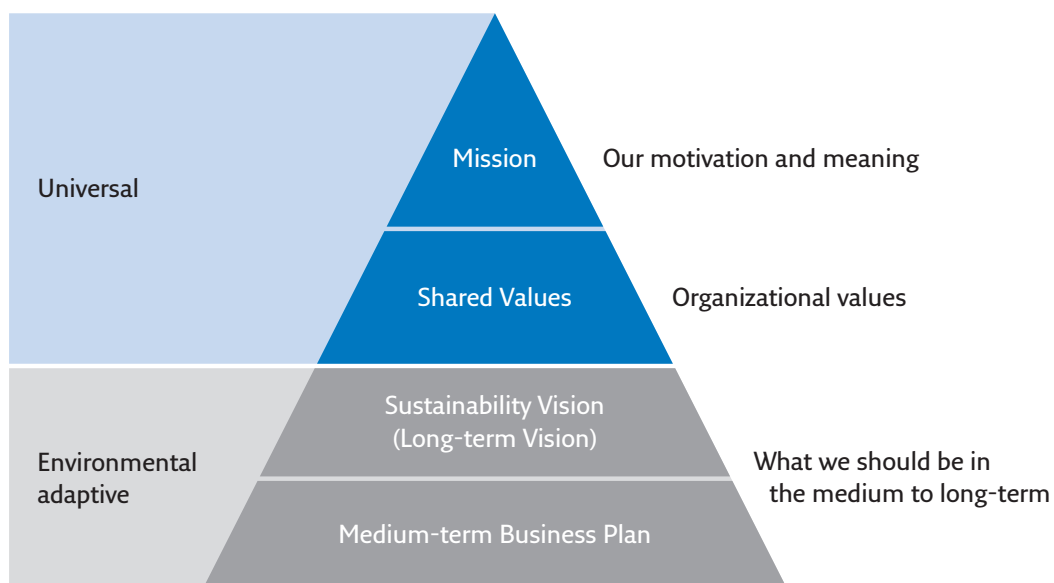 Mission
Our motivation and meaning
Universal
Shared Values
Organizational values
Sustainability Vision
(Long-term Vision)
Environmental
adaptive
What we should be in
the medium to long-term
Medium-term Business Plan